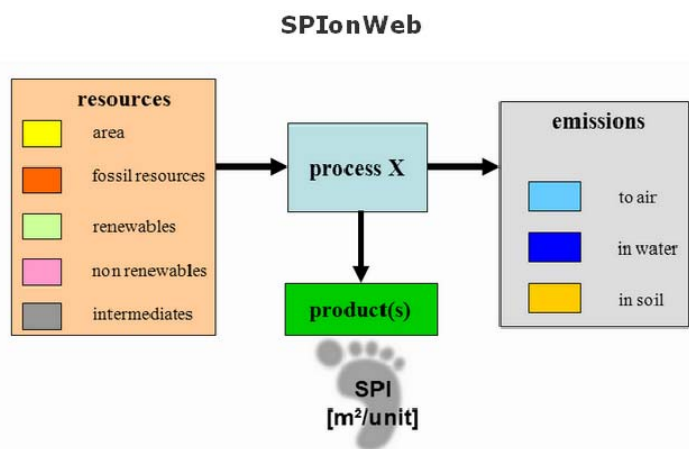 SPIonWeb
resources
area
fossil resources
renewables
non renewables
intermediates
process X
product(s)
SPI
[m²/unit]
emissions
to air
in water
in soil